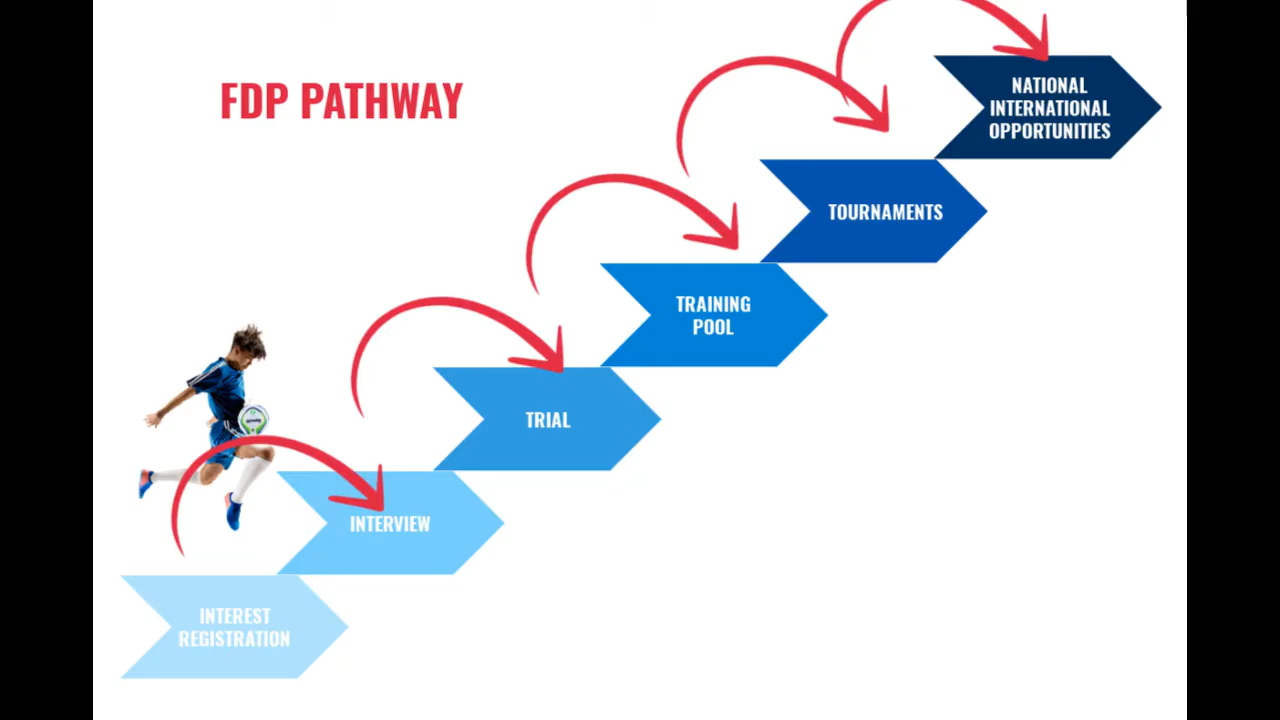 FDP PATHWAY
NATIONAL
INTERNATIONAL
OPPORTUNITIES
TOURNAMENTS
TRAINING
POOL
TRIAL
INTERVIEW
INTEREST
REGISTRATION